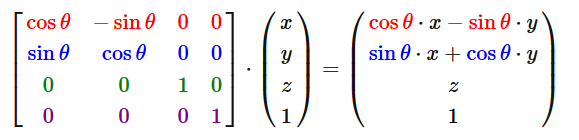 cos θ  − sin θ  0  0    x    cos θ · x − sin θ · y
sin θ  cos θ  0  0    y    sin θ · x + cos θ · y
0  0  1  0  ·  z  =  z
0  0  0  1    1    1